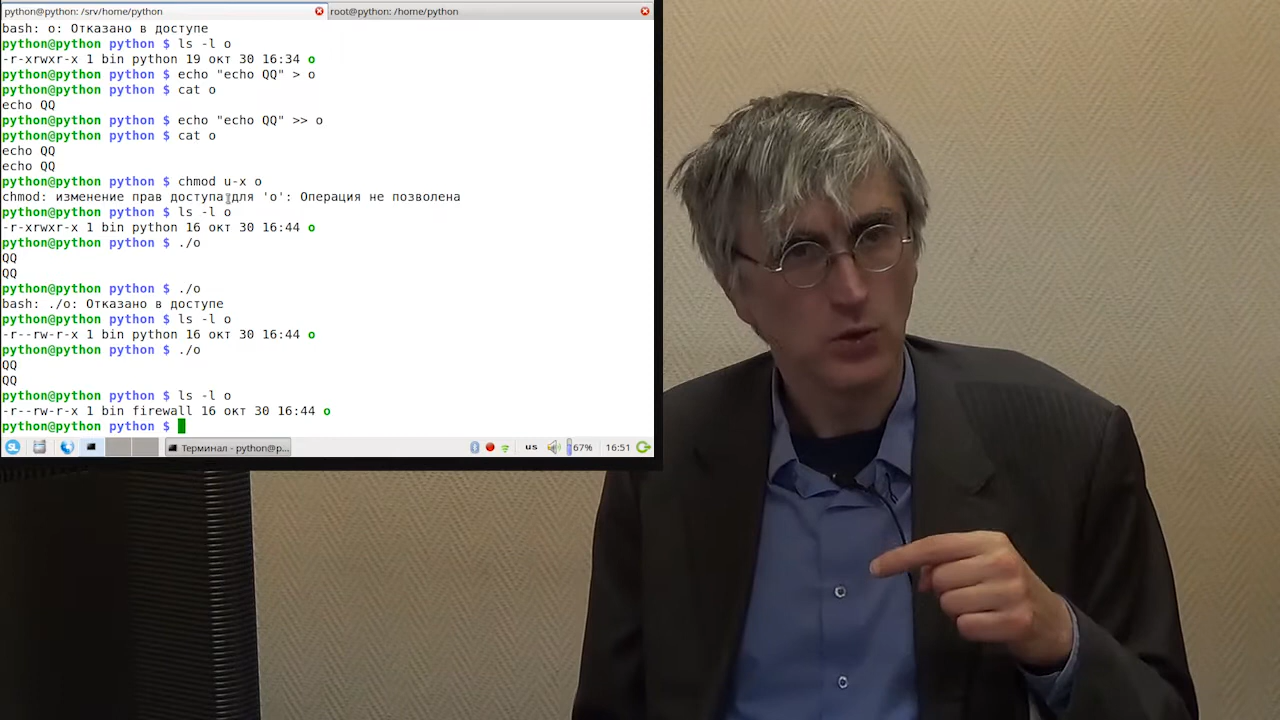 python@python: /srv/home/python
root@python: /home/python
bash: o: Отказано в доступе
python@python python $ ls -l o
-r-xrwxr-x 1 bin python 19 окт 30 16:34 o
python@python python $ echo "echo QQ" > o
python@python python $ cat o
echo QQ
python@python python $ echo "echo QQ" >> o
python@python python $ cat o
echo QQ
echo QQ
python@python python $ chmod u-x o
chmod: изменение прав доступа для 'o': Операция не позволена
python@python python $ ls -l o
-r-xrwxr-x 1 bin python 16 окт 30 16:44 o
python@python python $ ./o
QQ
QQ
python@python python $ ./o
bash: ./o: Отказано в доступе
python@python python $ ls -l o
-r--rw-r-x 1 bin python 16 окт 30 16:44 o
python@python python $ ./o
QQ
QQ
python@python python $ ls -l o
-r--rw-r-x 1 bin firewall 16 окт 30 16:44 o
python@python python $
SL
Терминал - python@p...
us
67%
16:51